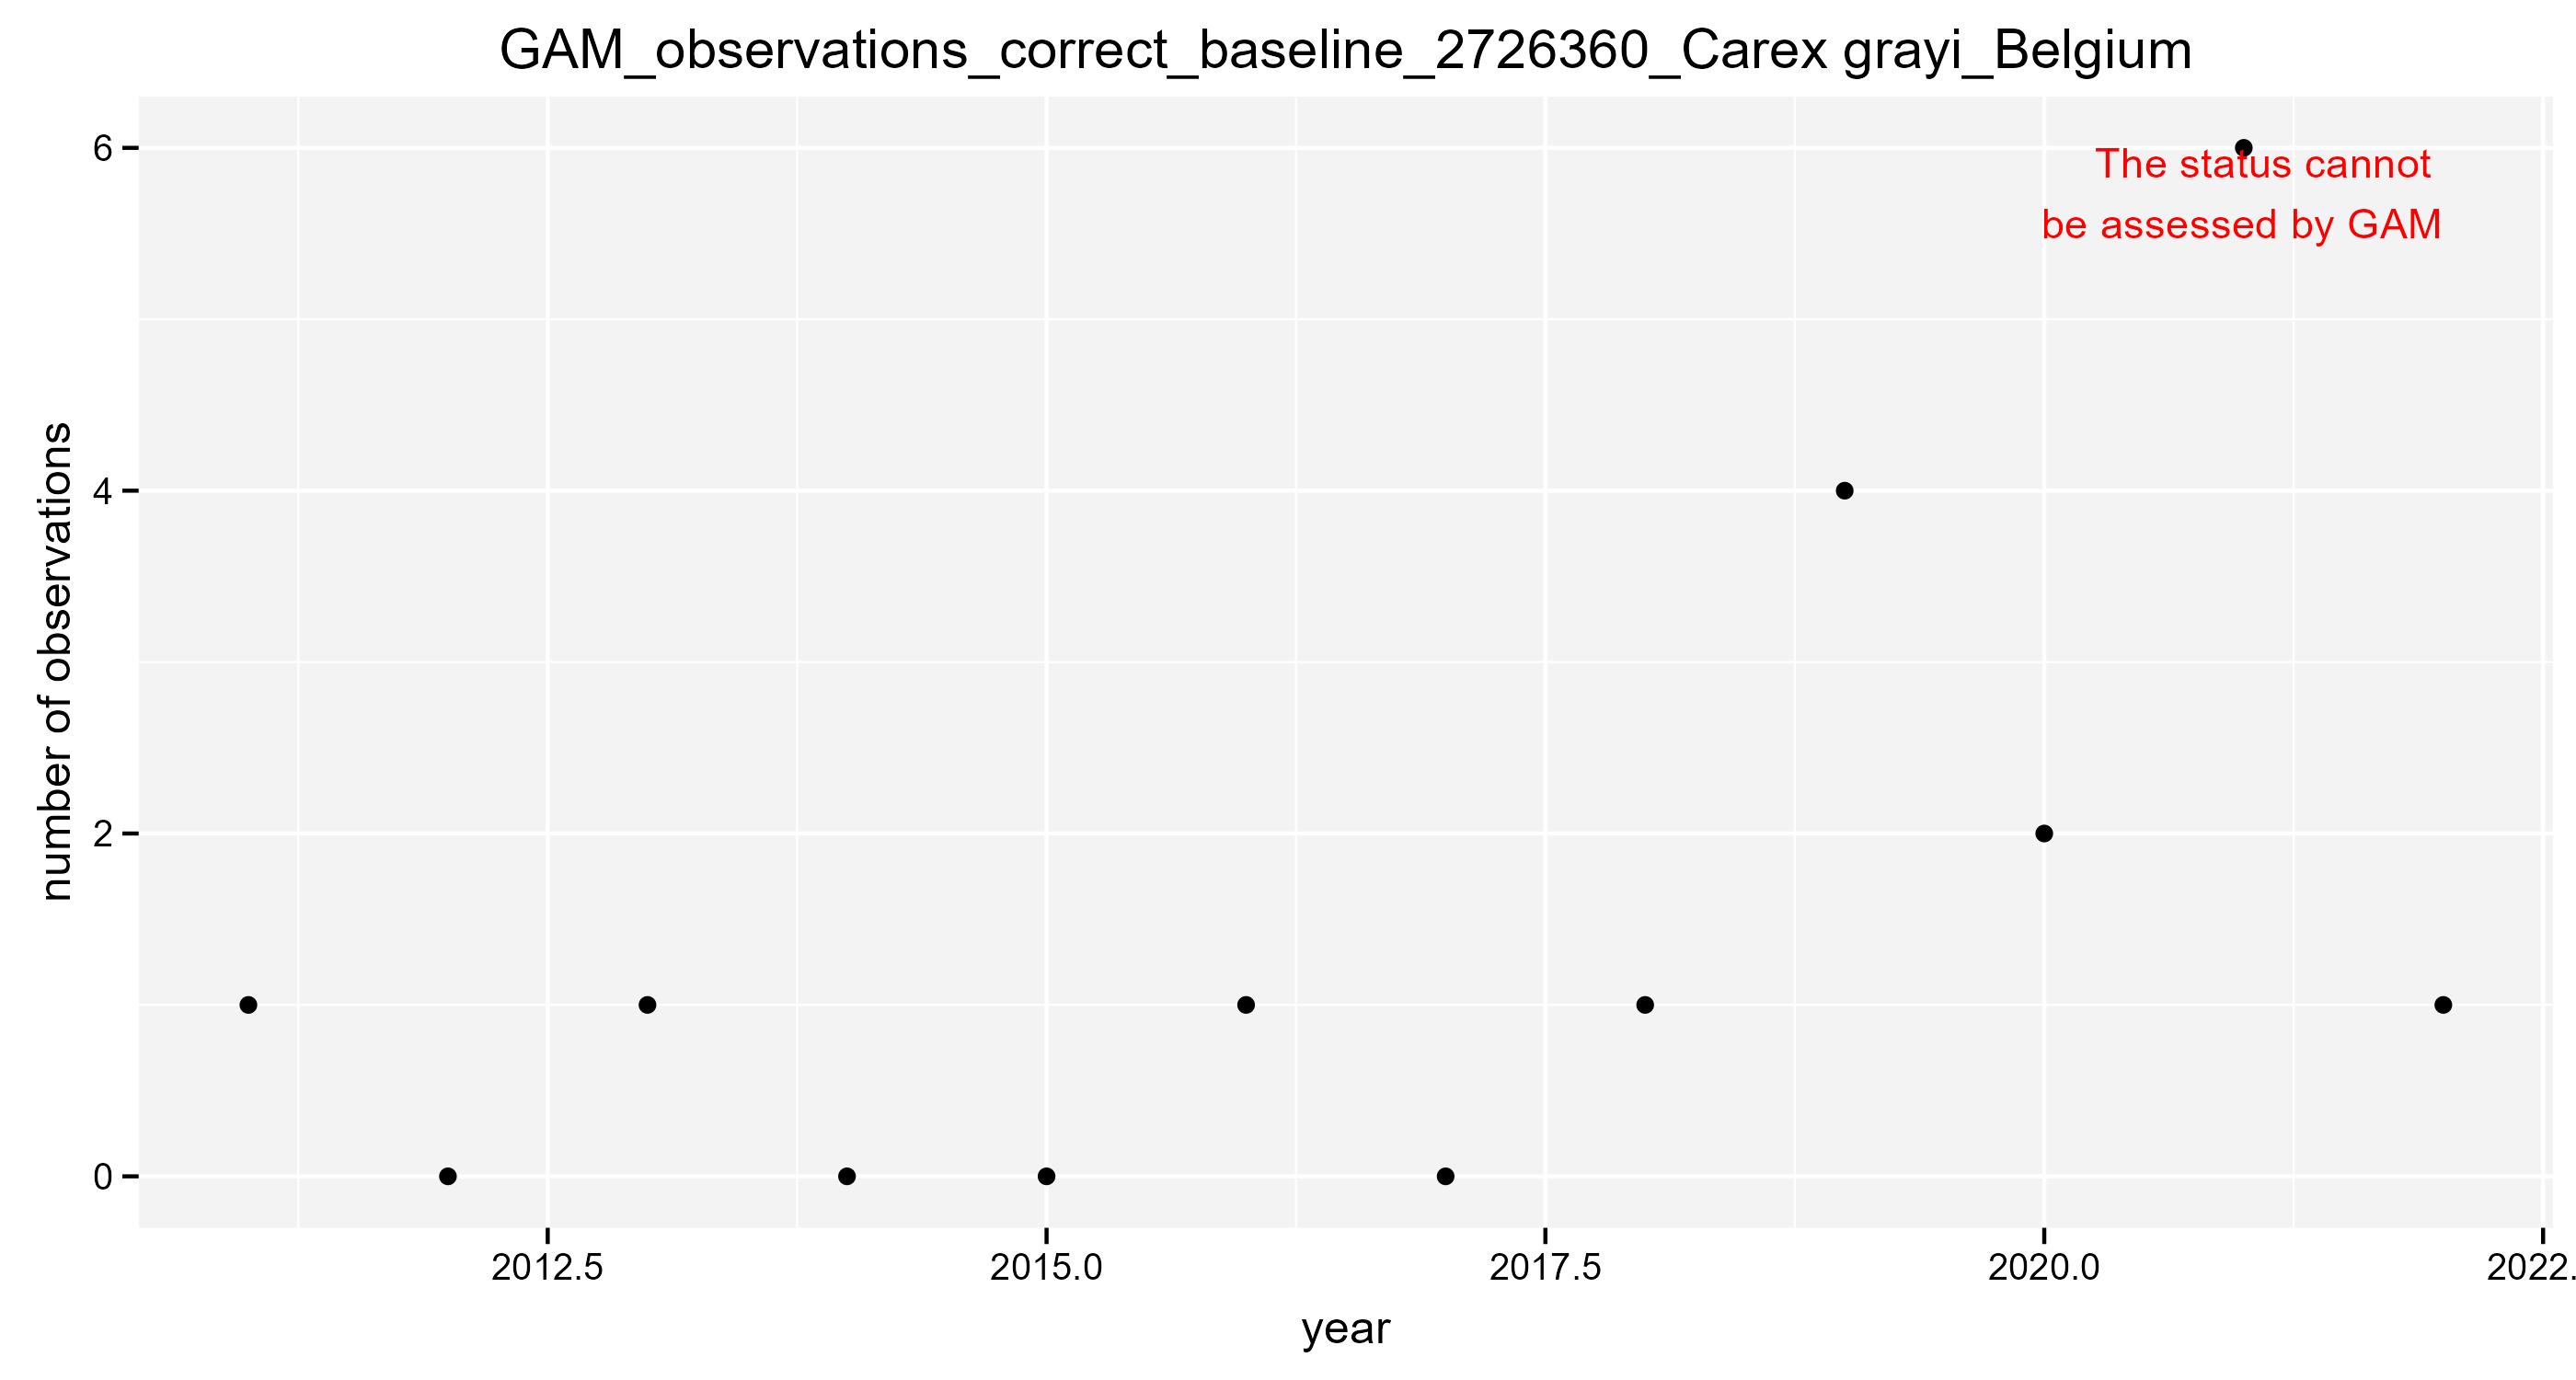 GAM_observations_correct_baseline_2726360_Carex grayi_Belgium
number of observations
6
4
2
0
The status cannot
be assessed by GAM
2012.5
2015.0
2017.5
2020.0
2022.
year